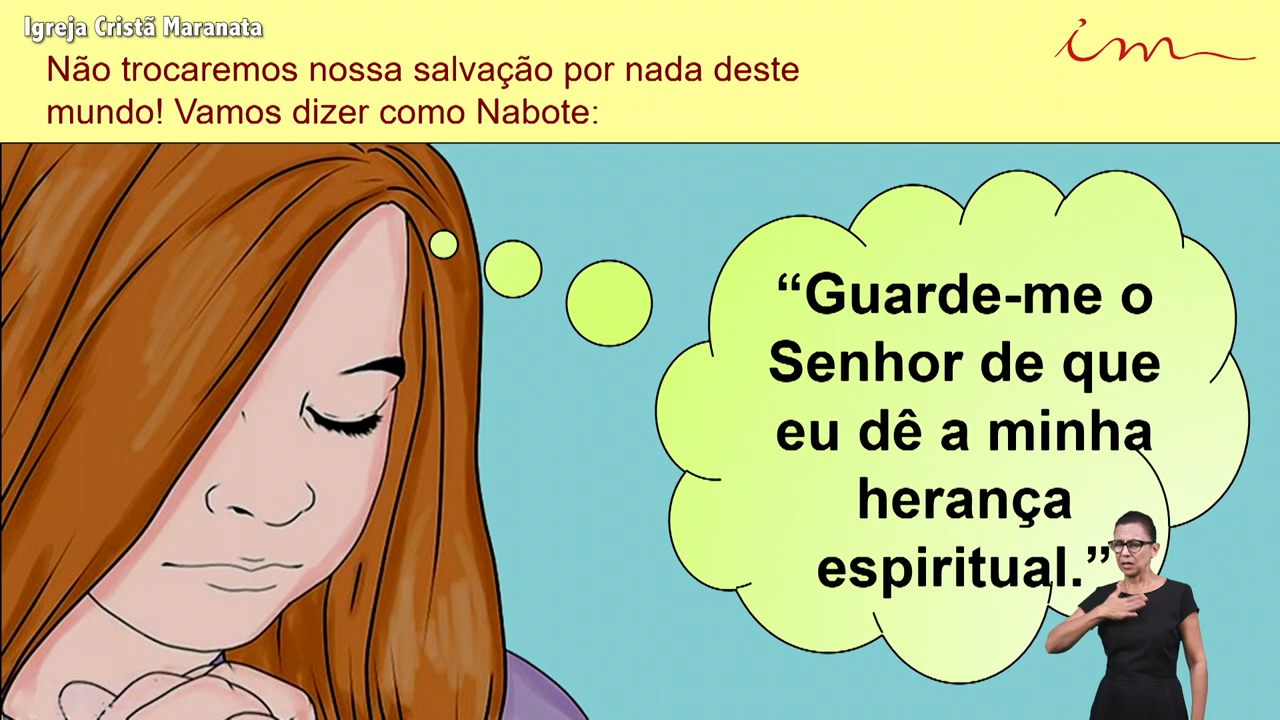 Igreja Cristã Maranata
im
Não trocaremos nossa salvação por nada deste
mundo! Vamos dizer como Nabote:
“Guarde-me o
Senhor de que
eu dê a minha
herança
espiritual.”